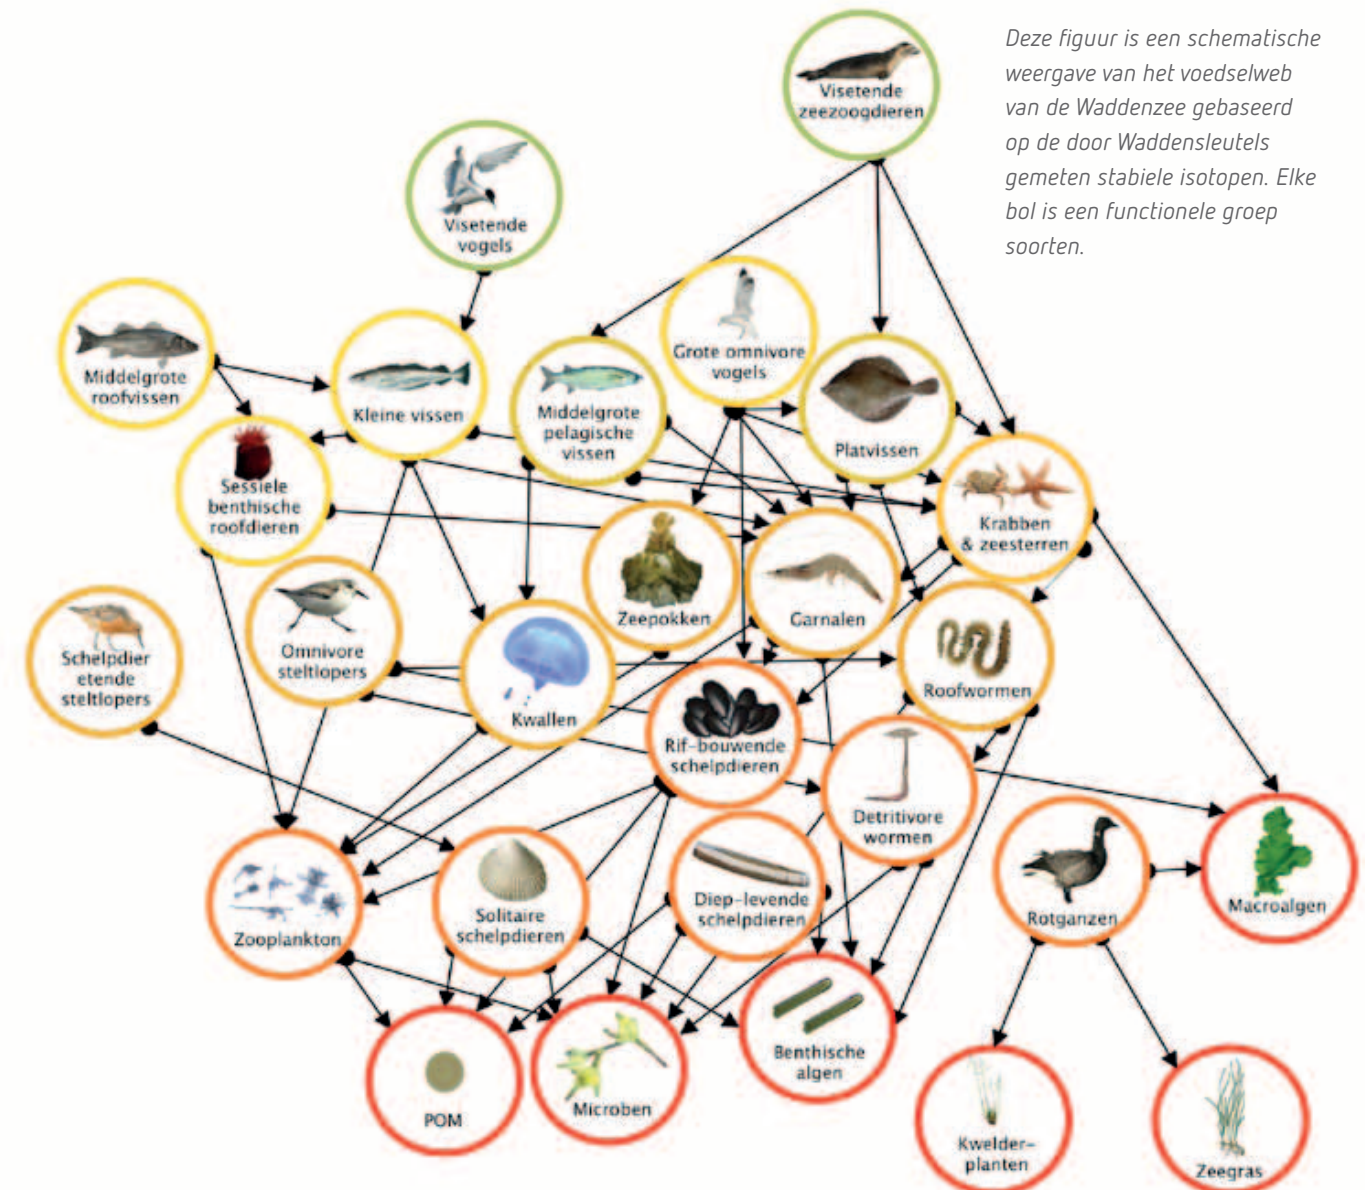 Deze figuur is een schematische
weergave van het voedselweb
van de Waddenzee gebaseerd
op de door Waddensleutels
gemeten stabiele isotopen. Elke
bol is een functionele groep
soorten.
Visetende
zeezoogdieren
Visetende
vogels
Middelgrote
roofvissen
Kleine vissen
Middelgrote
pelagische
vissen
Grote omnivore
vogels
Platvissen
Sessiele
benthische
roofdieren
Krabben
& zeesterren
Schelpdier
etende
steltlopers
Omnivore
steltlopers
Kwallen
Zeepokken
Garnalen
Roofwormen
Rif-bouwende
schelpdieren
Detritivore
wormen
Zooplankton
Solitaire
schelpdieren
Diep-levende
schelpdieren
Rotganzen
Macroalgen
POM
Microben
Benthische
algen
Kwelder-
planten
Zeegras